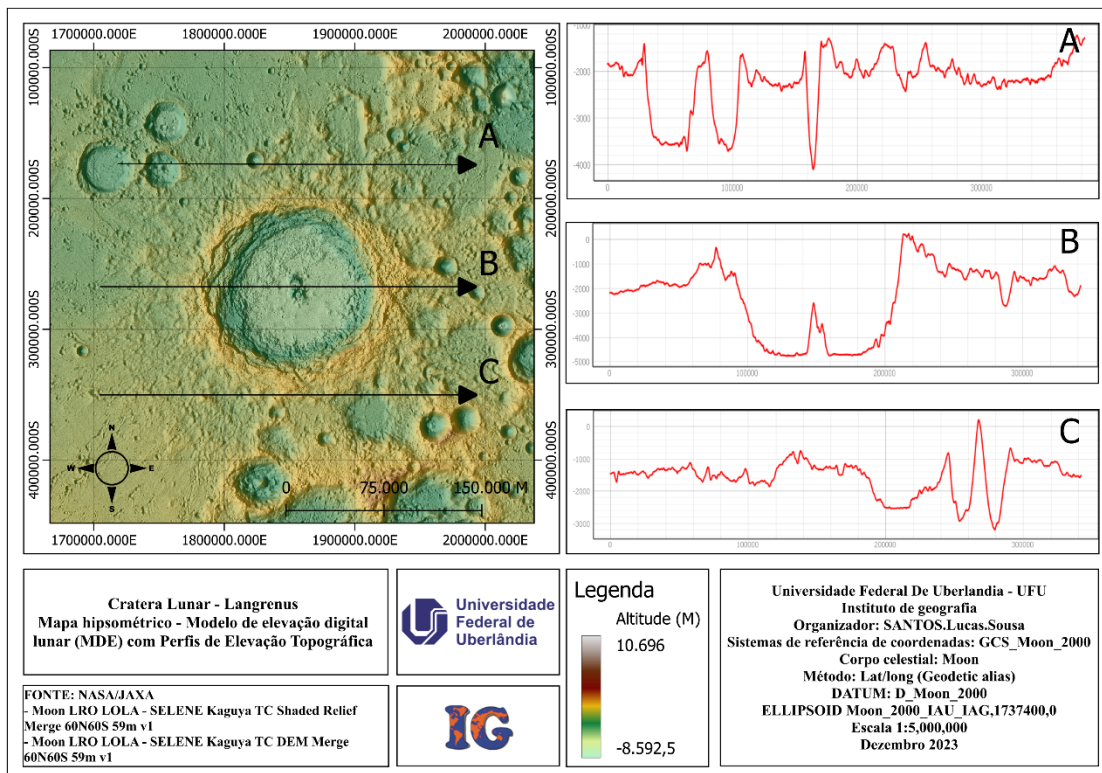 1700000.000E 1800000.000E 1900000.000E 2000000.000E
100000.000S
200000.000S
300000.000S
400000.000S
A
B
C
N
W E
S
0 75.000 150.000 M
100000.000S
200000.000S
300000.000S
400000.000S
1700000.000E 1800000.000E 1900000.000E 2000000.000E
A
-1000
-2000
-3000
-4000
0 100000 200000 300000
B
0
-1000
-2000
-3000
-4000
-5000
0 100000 200000 300000
C
0
-1000
-2000
-3000
0 100000 200000 300000
Cratera Lunar - Langrenus
Mapa hipsométrico - Modelo de elevação digital
lunar (MDE) com Perfis de Elevação Topográfica
FONTE: NASA/JAXA
- Moon LRO LOLA - SELENE Kaguya TC Shaded Relief
Merge 60N60S 59m v1
- Moon LRO LOLA - SELENE Kaguya TC DEM Merge
60N60S 59m v1
Universidade
Federal de
Uberlândia
IG
Legenda
Altitude (M)
10.696
-8.592,5
Universidade Federal De Uberlandia - UFU
Instituto de geografia
Organizador: SANTOS.Lucas.Sousa
Sistemas de referência de coordenadas: GCS_Moon_2000
Corpo celestial: Moon
Método: Lat/long (Geodetic alias)
DATUM: D_Moon_2000
ELLIPSOID Moon_2000_IAU_IAG,1737400,0
Escala 1:5,000,000
Dezembro 2023